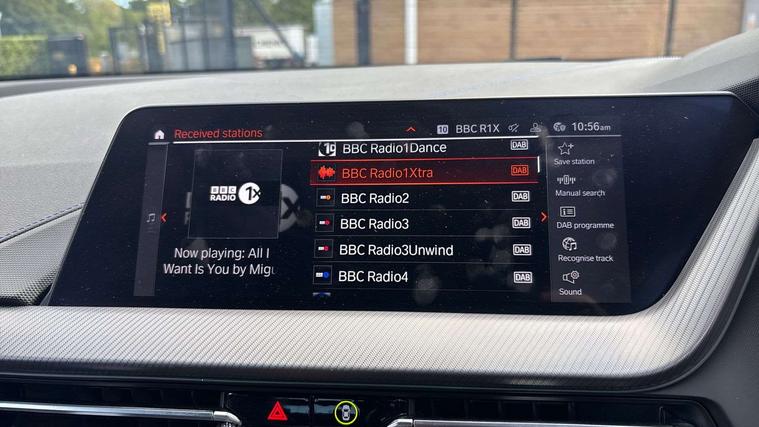 Received stations
10 BBC R1X 10:56am
BBC RADIO 1x
Now playing: All I
Want Is You by Migu
BBC Radio1Dance DAB
BBC Radio1Xtra DAB
BBC Radio2 DAB
BBC Radio3 DAB
BBC Radio3Unwind DAB
BBC Radio4 DAB
Save station
Manual search
DAB programme
Recognise track
Sound